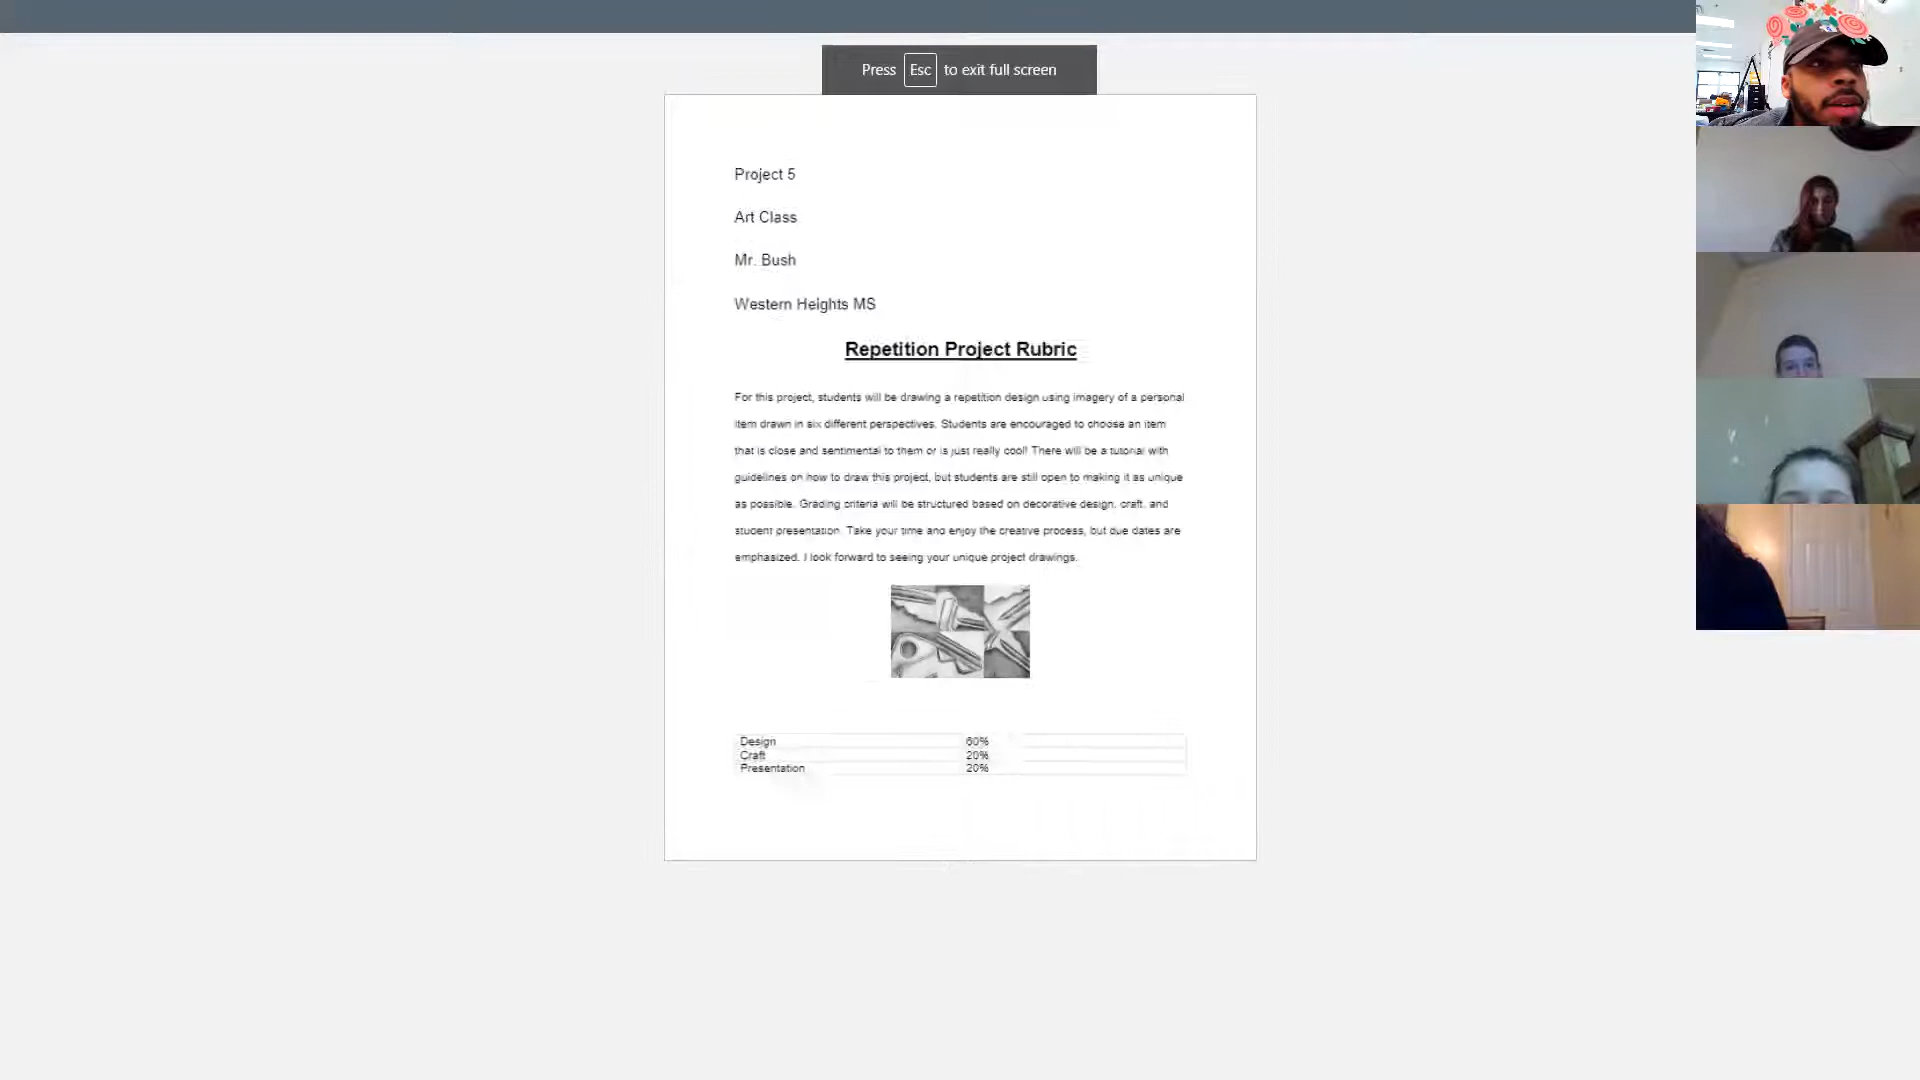 Press Esc to exit full screen
Project 5
Art Class
Mr. Bush
Western Heights MS
Repetition Project Rubric
For this project, students will be drawing a repetition design using imagery of a personal
item drawn in six different perspectives. Students are encouraged to choose an item
that is close and sentimental to them or is just really cool! There will be a tutorial with
guidelines on how to draw this project, but students are still open to making it as unique
as possible. Grading criteria will be structured based on decorative design, craft, and
student presentation. Take your time and enjoy the creative process, but due dates are
emphasized. I look forward to seeing your unique project drawings.
Design 60%
Craft 20%
Presentation 20%